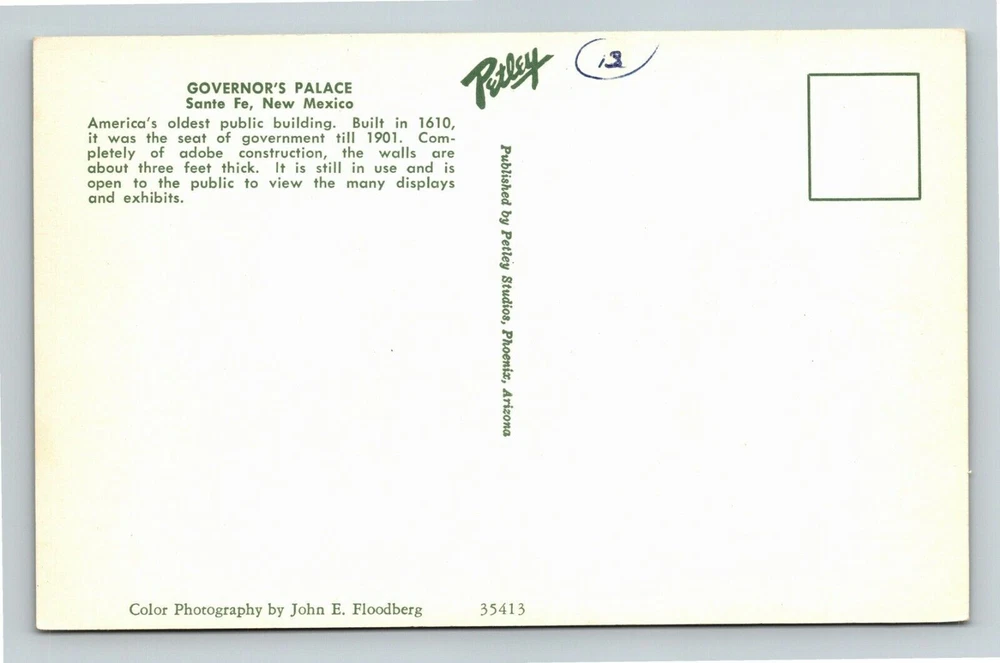 GOVERNOR'S PALACE
Sante Fe, New Mexico
America's oldest public building. Built in 1610,
it was the seat of government till 1901. Com-
pletely of adobe construction, the walls are
about three feet thick. It is still in use and is
open to the public to view the many displays
and exhibits.
Petley
13
Published by Petley Studios, Phoenix, Arizona
Color Photography by John E. Floodberg
35413